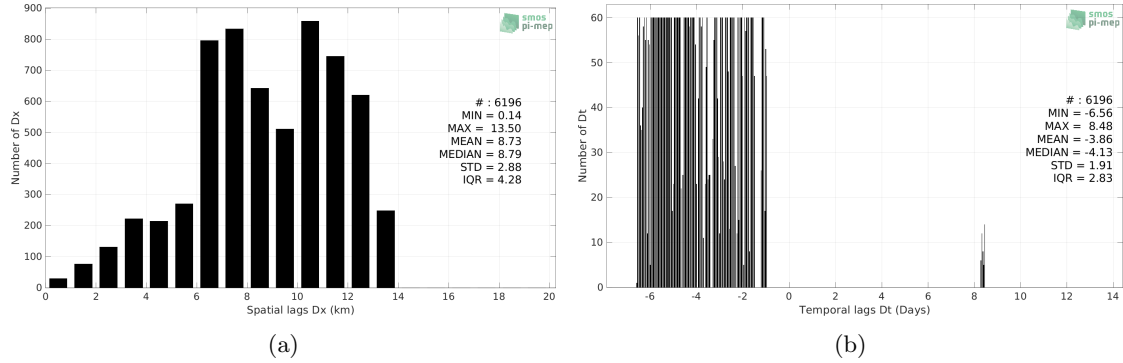 900
800
700
600
500
400
300
200
100
0
Number of Dx
0 2 4 6 8 10 12 14 16 18 20
Spatial lags Dx (km)
smos
pi-mep
# : 6196
MIN = 0.14
MAX = 13.50
MEAN = 8.73
MEDIAN = 8.79
STD = 2.88
IQR = 4.28
(a)
60
50
40
30
20
10
0
Number of Dt
-6 -4 -2 0 2 4 6 8 10 12 14
Temporal lags Dt (Days)
smos
pi-mep
# : 6196
MIN = -6.56
MAX = 8.48
MEAN = -3.86
MEDIAN = -4.13
STD = 1.91
IQR = 2.83
(b)